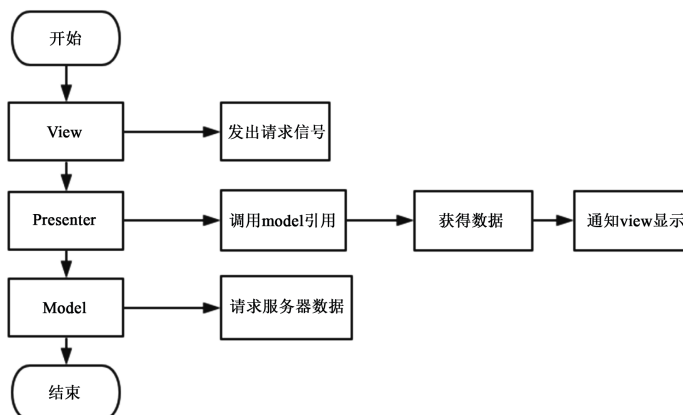 开始
View
发出请求信号
Presenter
调用model引用
获得数据
通知view显示
Model
请求服务器数据
结束